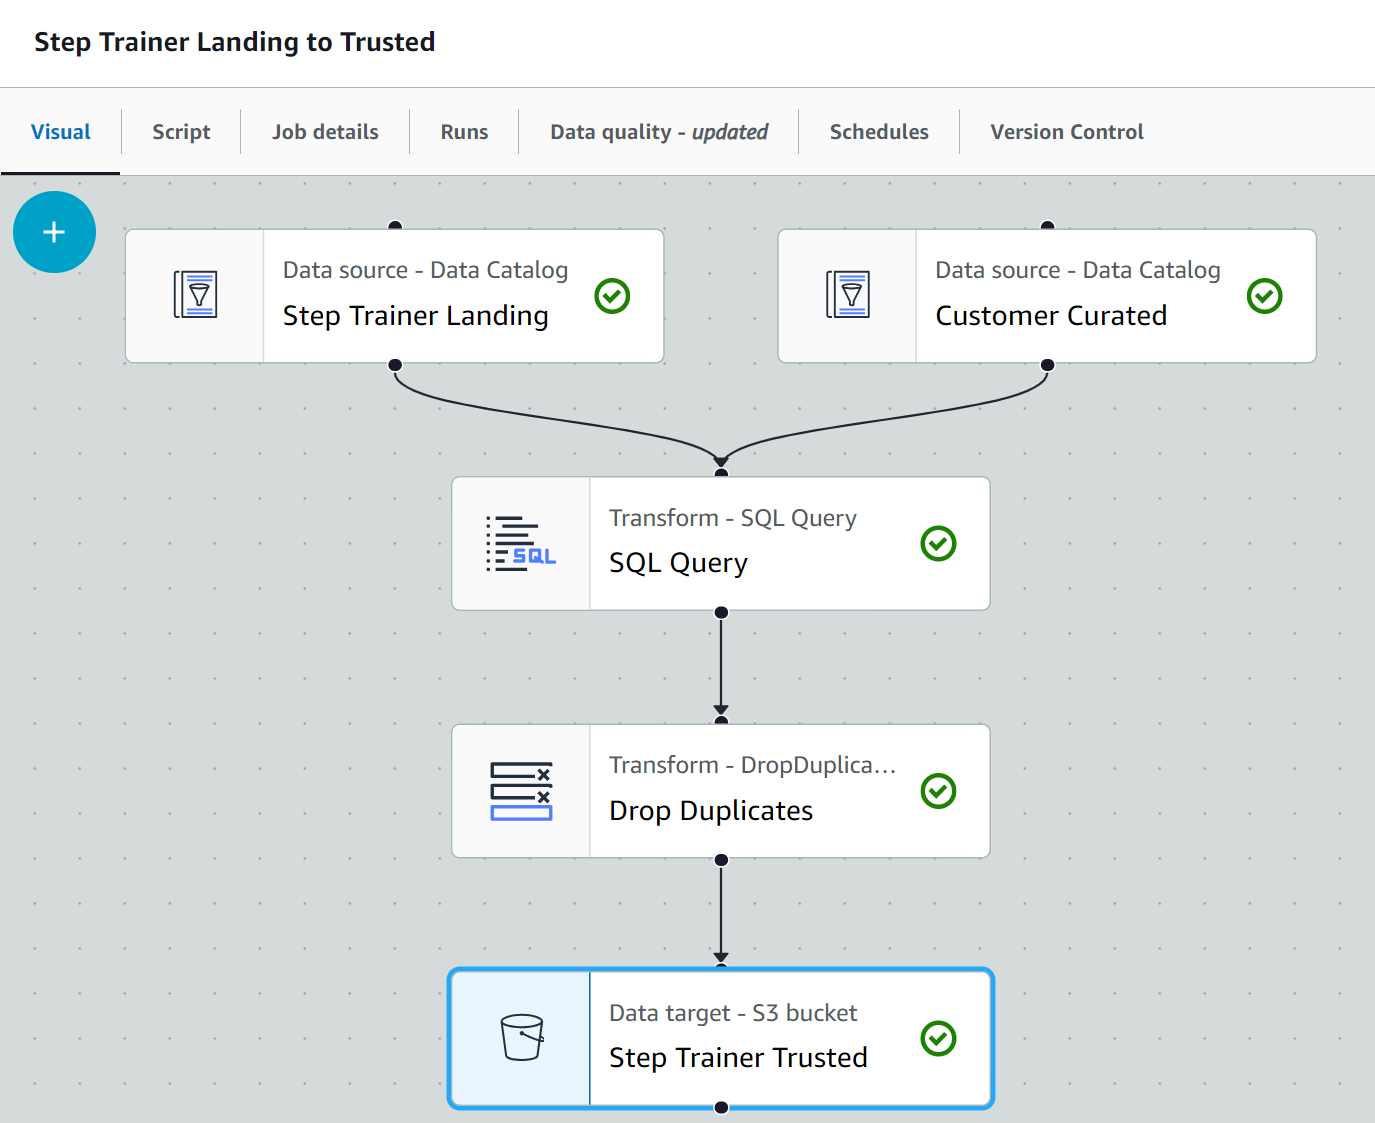 Step Trainer Landing to Trusted
Visual
Script
Job details
Runs
Data quality - updated
Schedules
Version Control
+
Data source - Data Catalog
Step Trainer Landing
Data source - Data Catalog
Customer Curated
SQL
Transform - SQL Query
SQL Query
Transform - DropDuplica...
Drop Duplicates
Data target - S3 bucket
Step Trainer Trusted